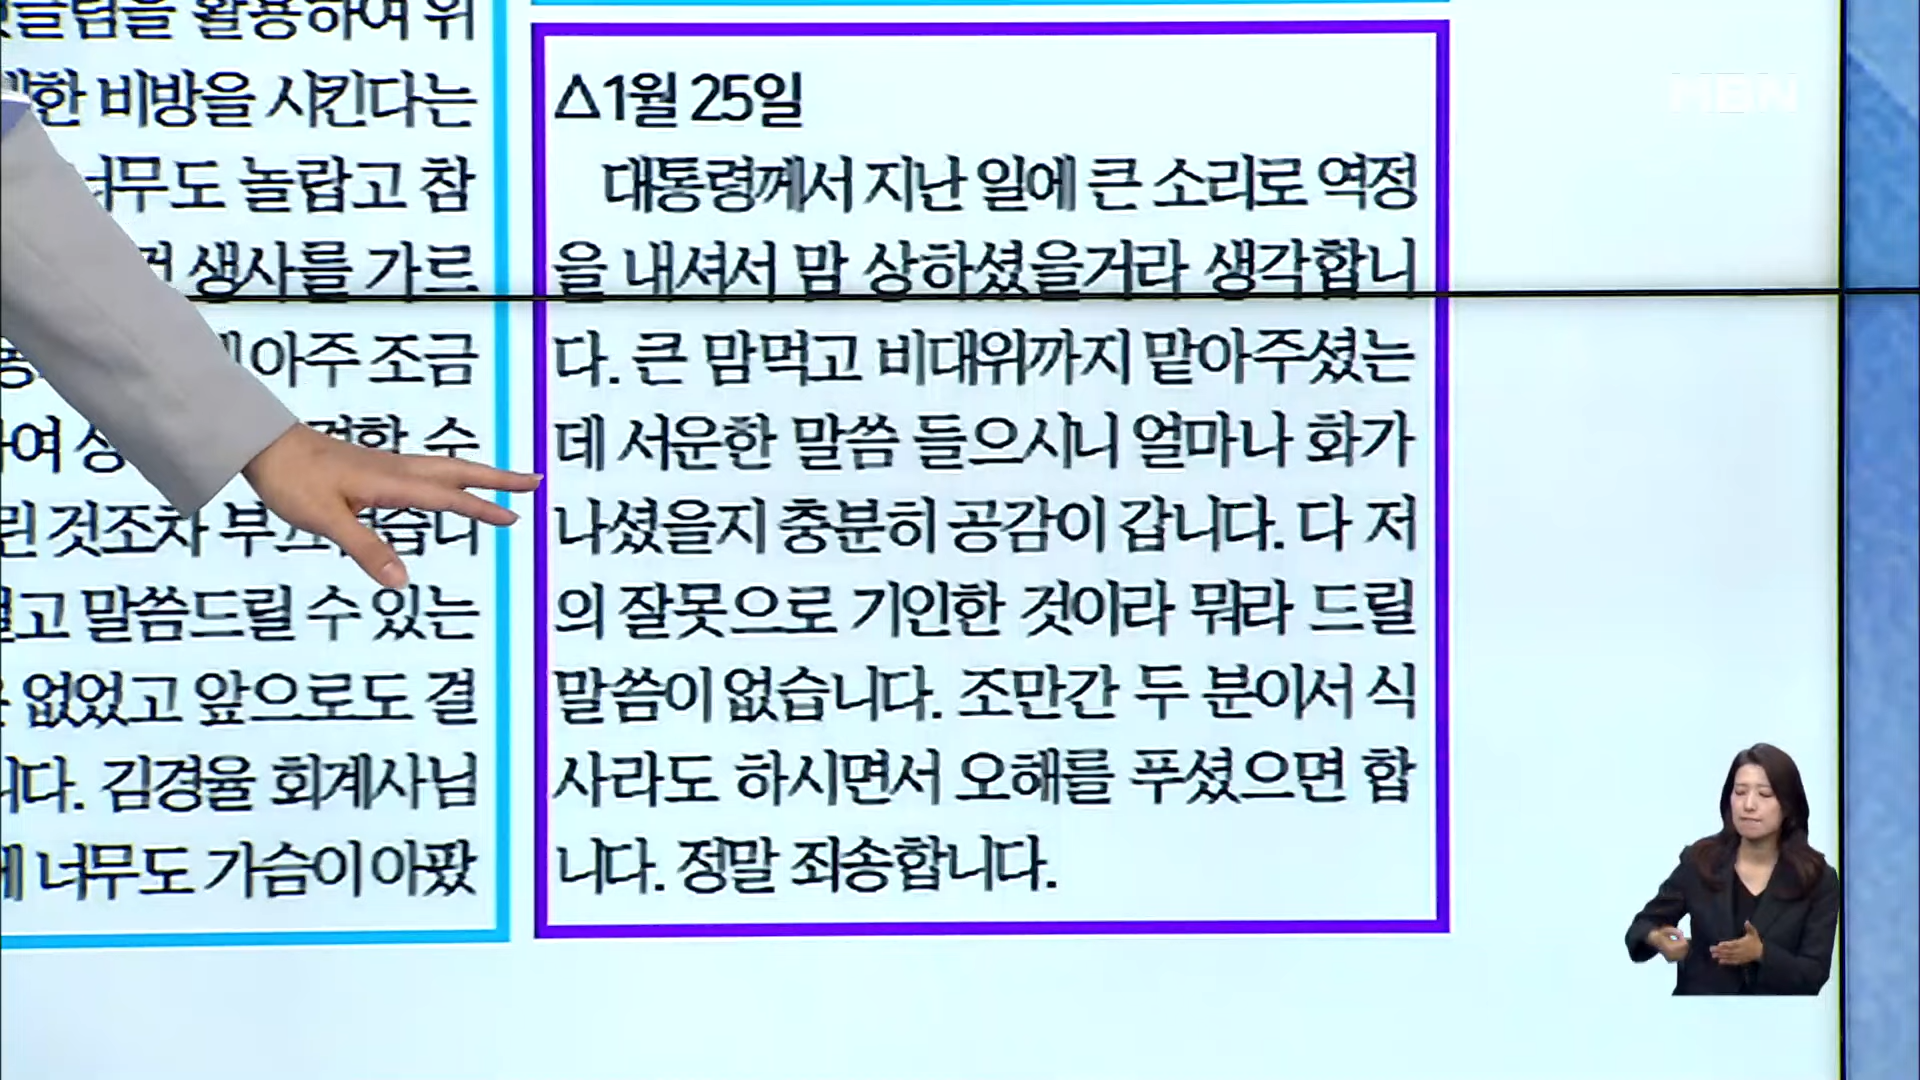 활용하여 위
비방을 시킨다는
놀랍고 참
생사를 가르
아주 조금
수
것조차
말씀드릴 수 있는
없었고 앞으로도 결
김경율 회계사님
너무도 가슴이 아팠
△1월 25일
대통령께서 지난 일에 큰 소리로 역정
을 내셔서 맘 상하셨을거라 생각합니
다. 큰 맘먹고 비대위까지 맡아주셨는
데 서운한 말씀 들으시니 얼마나 화가
나셨을지 충분히 공감이 갑니다. 다 저
의 잘못으로 기인한 것이라 뭐라 드릴
말씀이 없습니다. 조만간 두 분이서 식
사라도 하시면서 오해를 푸셨으면 합
니다. 정말 죄송합니다.
MBN